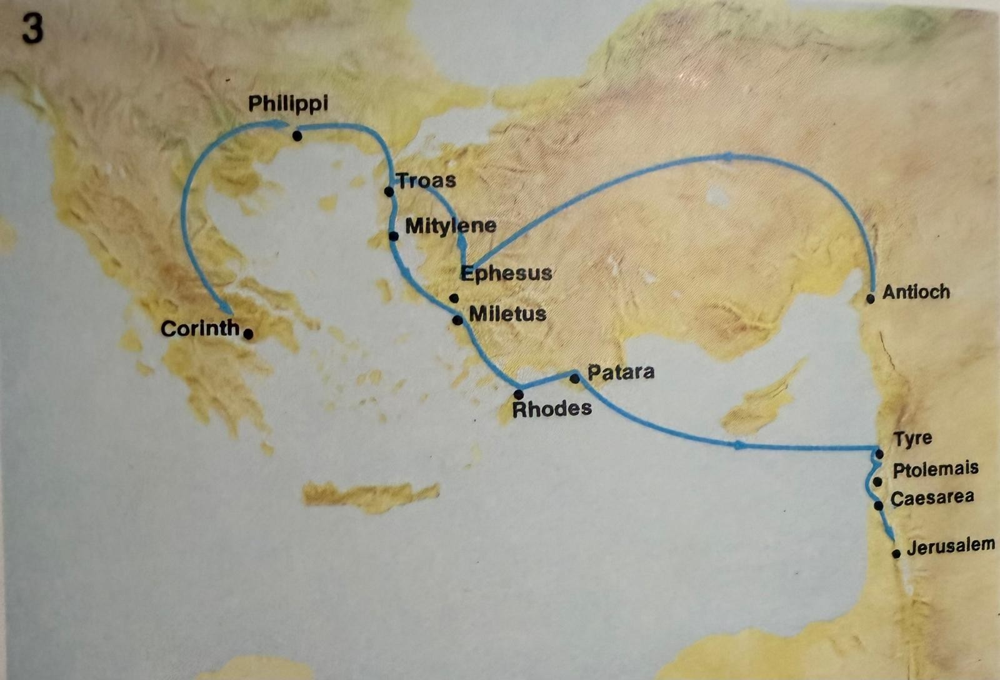 3
Philippi
Troas
Mitylene
Ephesus
Antioch
Miletus
Corinth
Patara
Rhodes
Tyre
Ptolemais
Caesarea
Jerusalem